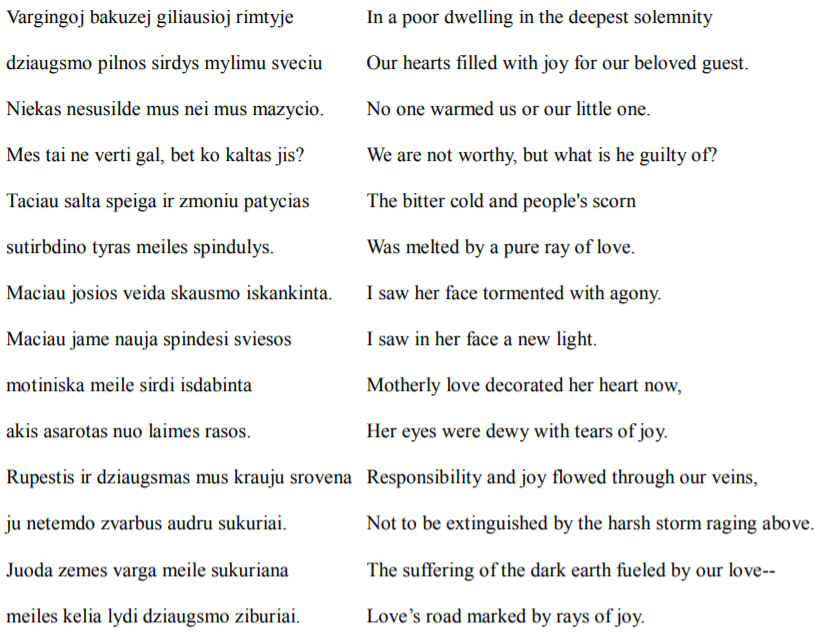 Vargingoj bakuzej giliausioj rimtyje In a poor dwelling in the deepest solemnity
dziaugsmo pilnos sirdys mylimu sveciu Our hearts filled with joy for our beloved guest.
Niekas nesusilde mus nei mus mazycio. No one warmed us or our little one.
Mes tai ne verti gal, bet ko kaltas jis? We are not worthy, but what is he guilty of?
Taciau salta speiga ir zmoniu patycias The bitter cold and people's scorn
sutirbdino tyras meiles spindulys. Was melted by a pure ray of love.
Maciau josios veida skausmo iskankinta. I saw her face tormented with agony.
Maciau jame nauja spindesi sviesos I saw in her face a new light.
motiniska meile sirdi isdabinta Motherly love decorated her heart now,
akis asarotas nuo laimes rasos. Her eyes were dewy with tears of joy.
Rupestis ir dziaugsmas mus krauju srovena Responsibility and joy flowed through our veins,
ju netemdo zvarbus audru sukuriai. Not to be extinguished by the harsh storm raging above.
Juoda zemes varga meile sukuriana The suffering of the dark earth fueled by our love--
meiles kelia lydi dziaugsmo ziburiai. Love’s road marked by rays of joy.